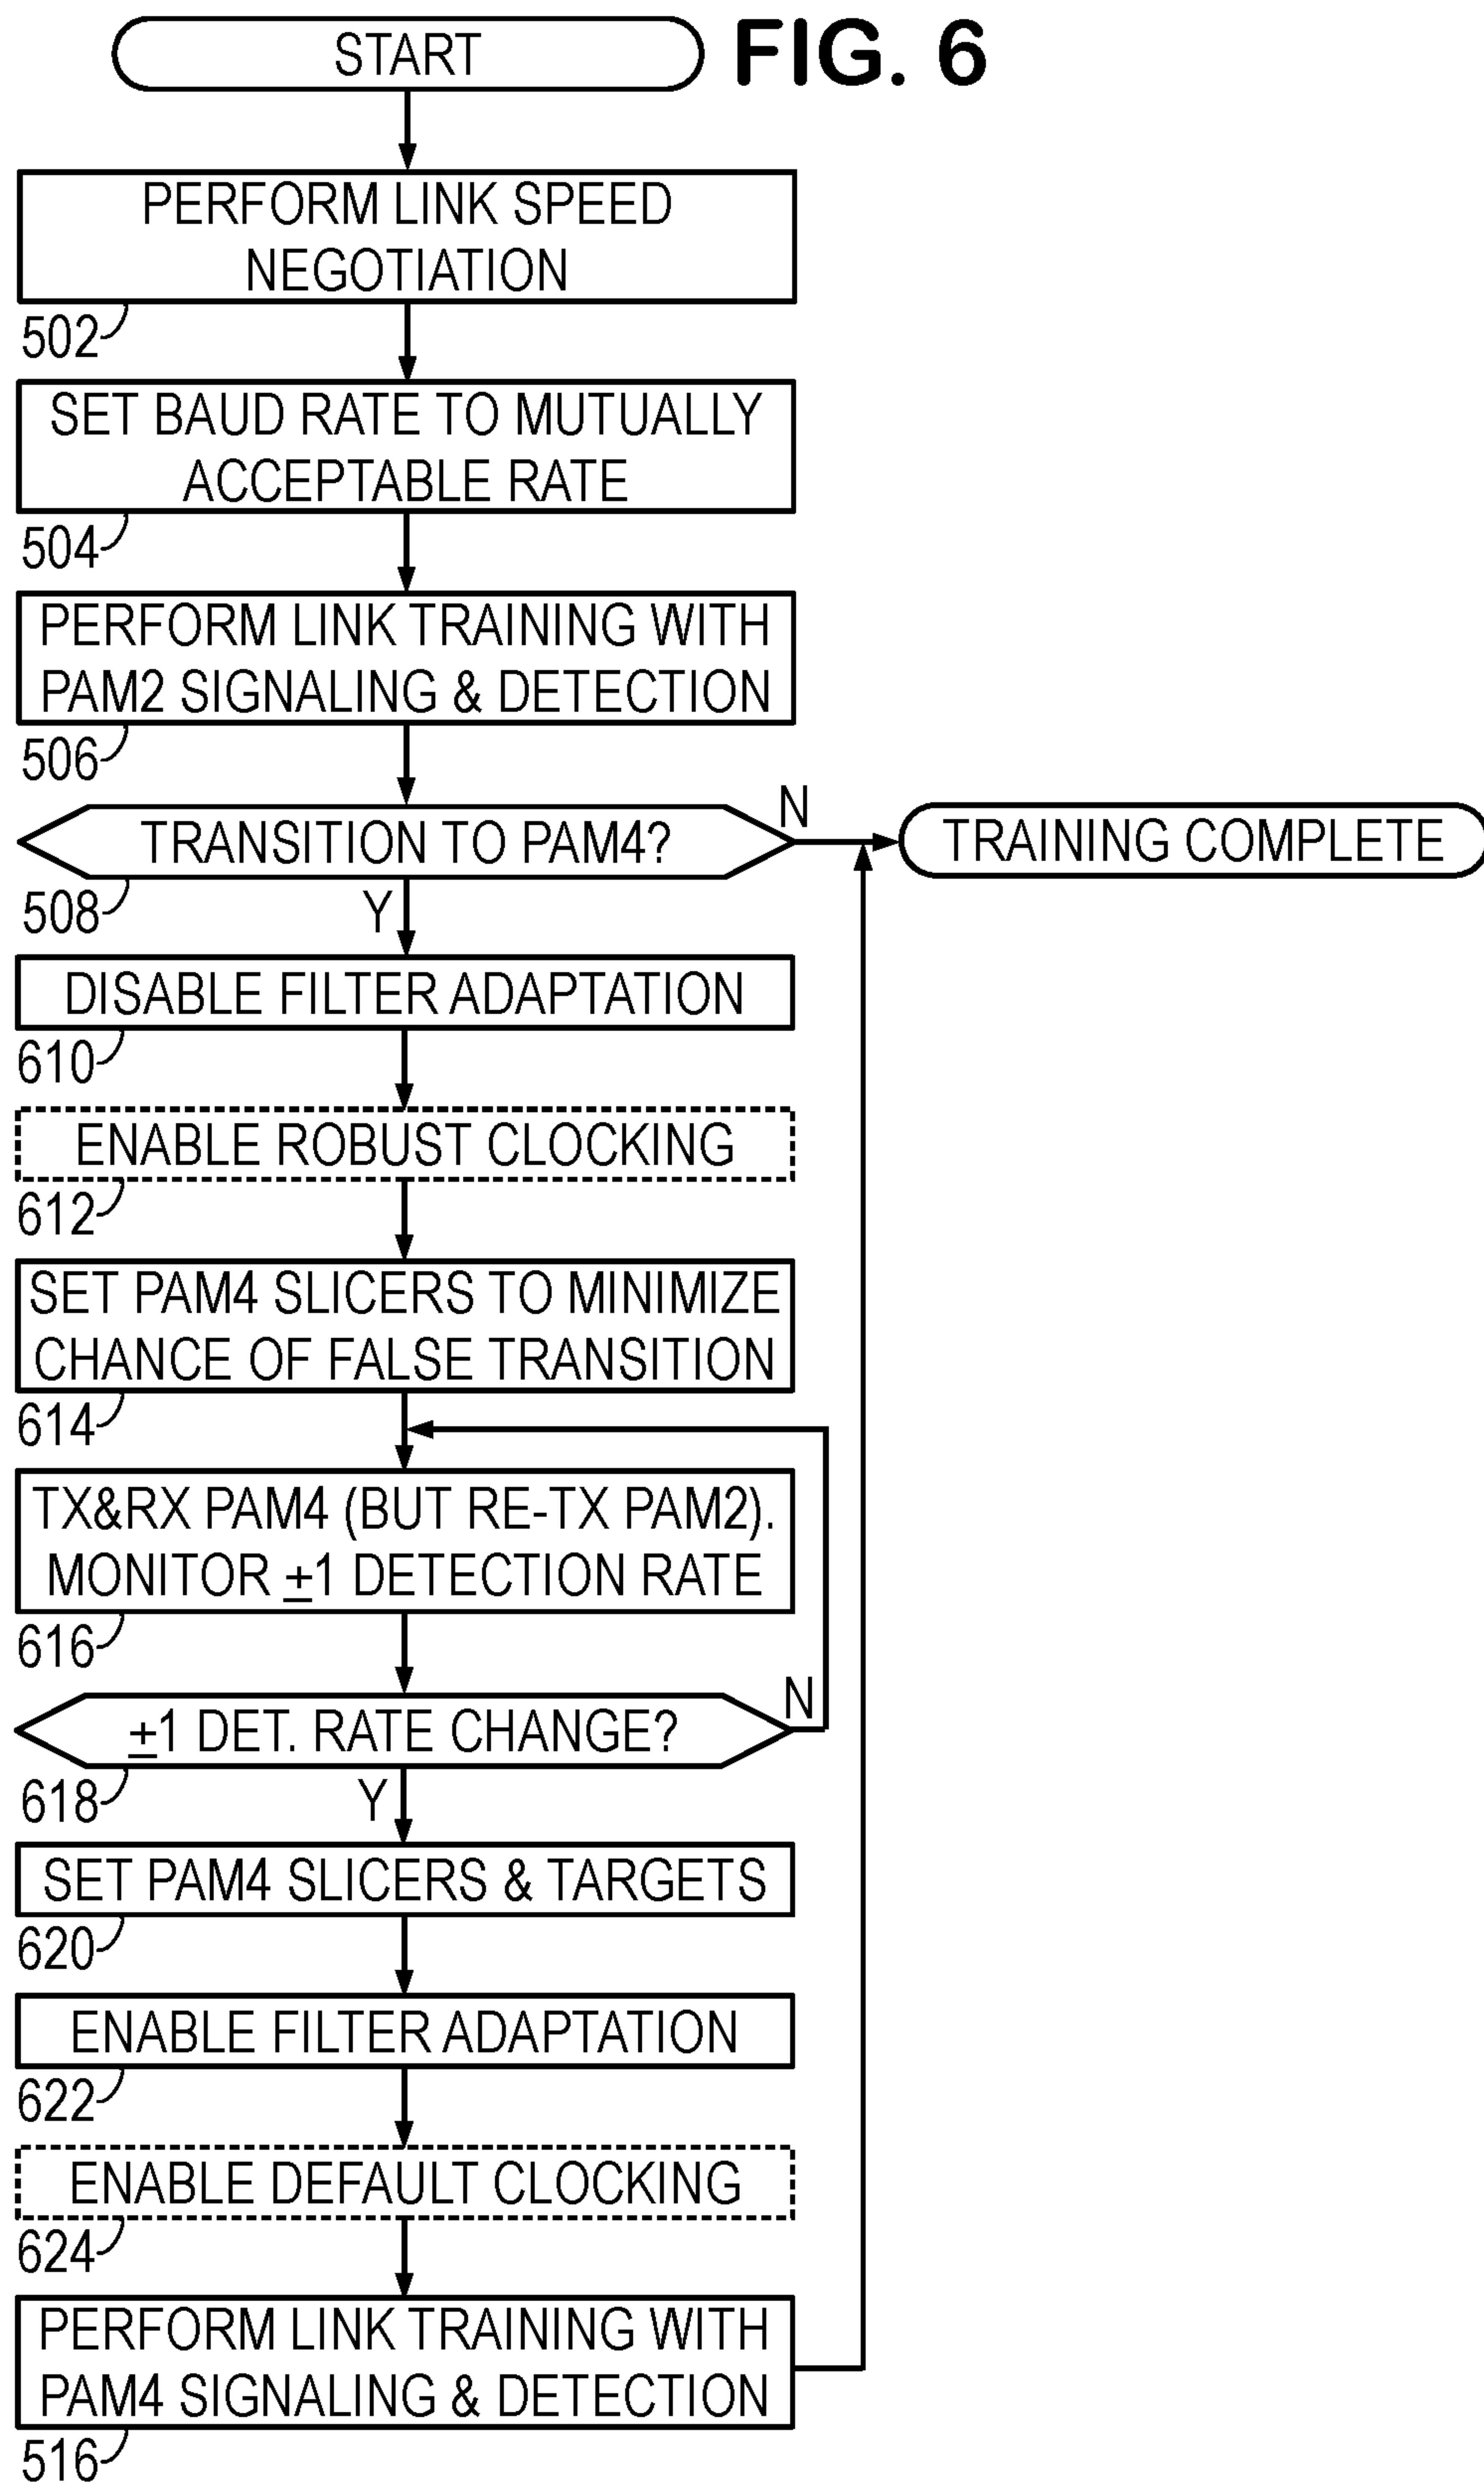 START
FIG. 6
PERFORM LINK SPEED
NEGOTIATION
502
SET BAUD RATE TO MUTUALLY
ACCEPTABLE RATE
504
PERFORM LINK TRAINING WITH
PAM2 SIGNALING & DETECTION
506
TRANSITION TO PAM4?
N
TRAINING COMPLETE
508
Y
DISABLE FILTER ADAPTATION
610
ENABLE ROBUST CLOCKING
612
SET PAM4 SLICERS TO MINIMIZE
CHANCE OF FALSE TRANSITION
614
TX&RX PAM4 (BUT RE-TX PAM2).
MONITOR ±1 DETECTION RATE
616
±1 DET. RATE CHANGE?
N
618
Y
SET PAM4 SLICERS & TARGETS
620
ENABLE FILTER ADAPTATION
622
ENABLE DEFAULT CLOCKING
624
PERFORM LINK TRAINING WITH
PAM4 SIGNALING & DETECTION
516